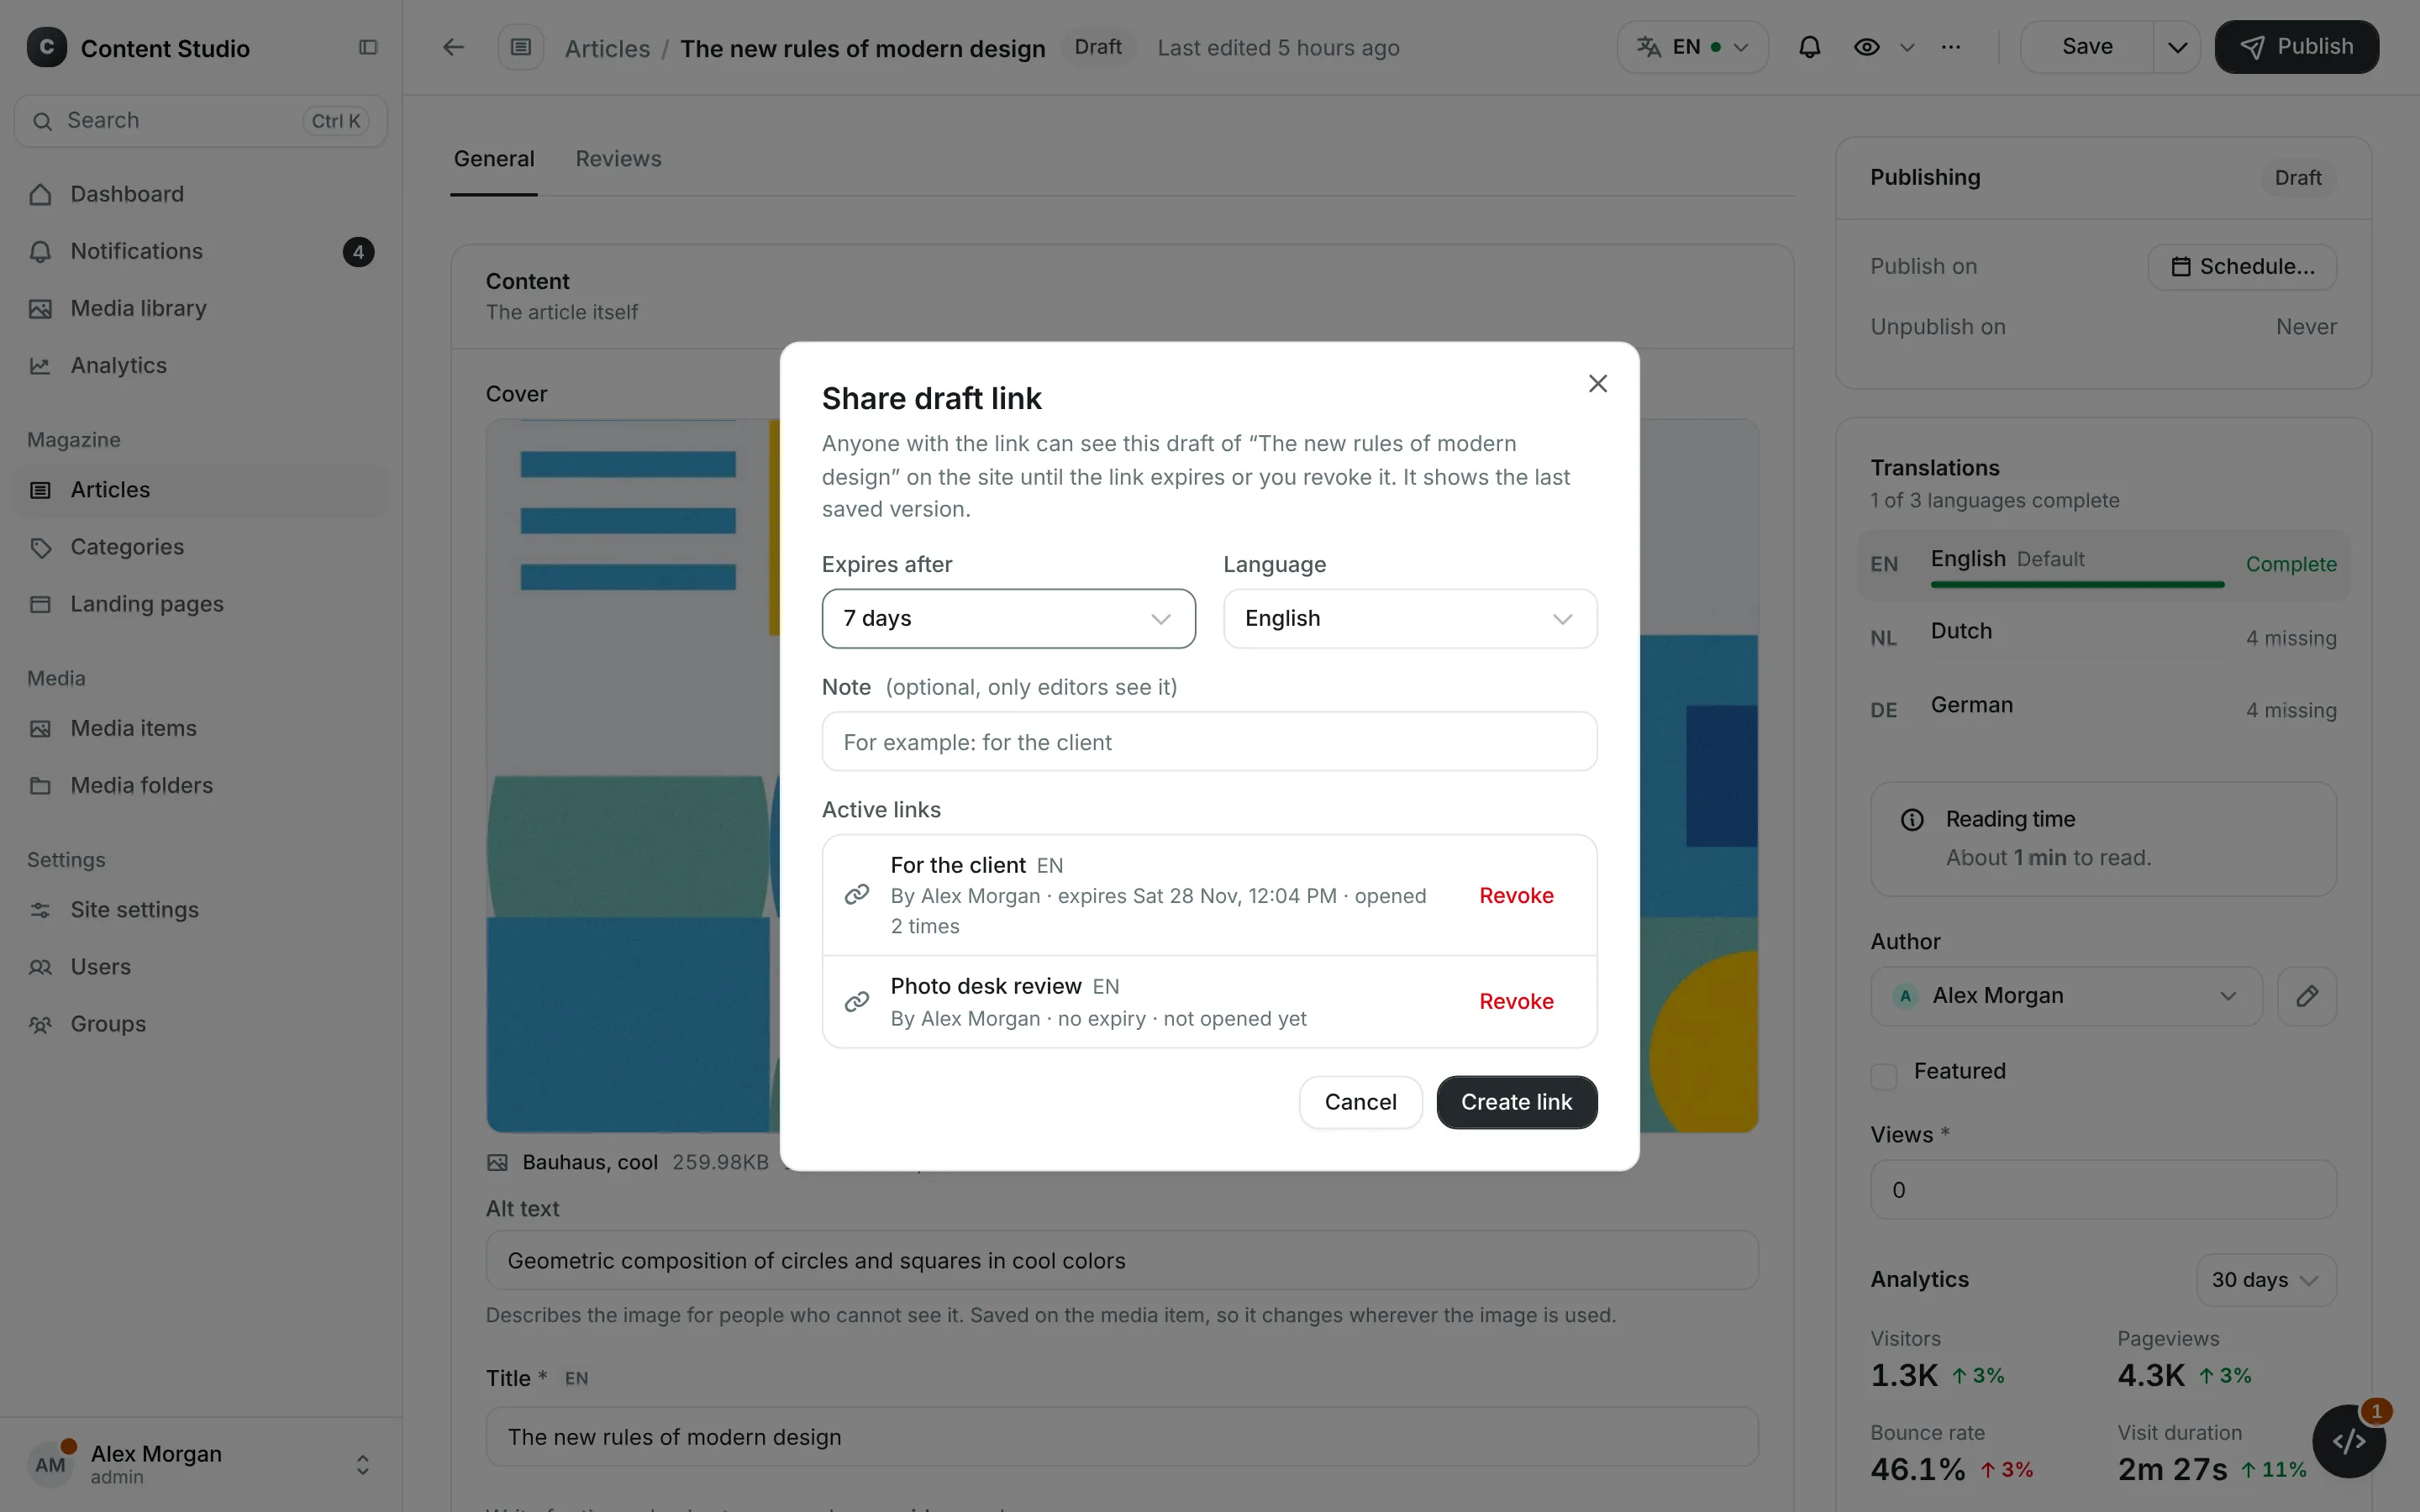 C Content Studio
Search Ctrl K
Dashboard
Notifications 4
Media library
Analytics
Magazine
Articles
Categories
Landing pages
Media
Media items
Media folders
Settings
Site settings
Users
Groups
AM Alex Morgan
admin
Articles / The new rules of modern design Draft Last edited 5 hours ago
EN
Save
Publish
General Reviews
Content
The article itself
Cover
Bauhaus, cool 259.98KB
Alt text
Geometric composition of circles and squares in cool colors
Describes the image for people who cannot see it. Saved on the media item, so it changes wherever the image is used.
Title * EN
The new rules of modern design
Share draft link
Anyone with the link can see this draft of “The new rules of modern
design” on the site until the link expires or you revoke it. It shows the last
saved version.
Expires after Language
7 days English
Note (optional, only editors see it)
For example: for the client
Active links
For the client EN
By Alex Morgan · expires Sat 28 Nov, 12:04 PM · opened
2 times
Revoke
Photo desk review EN
By Alex Morgan · no expiry · not opened yet
Revoke
Cancel Create link
Publishing Draft
Publish on Schedule...
Unpublish on Never
Translations
1 of 3 languages complete
EN English Default Complete
NL Dutch 4 missing
DE German 4 missing
Reading time
About 1 min to read.
Author
A Alex Morgan
Featured
Views *
0
Analytics 30 days
Visitors Pageviews
1.3K ↑ 3% 4.3K ↑ 3%
Bounce rate Visit duration
46.1% ↑ 3% 2m 27s ↑ 11%
1